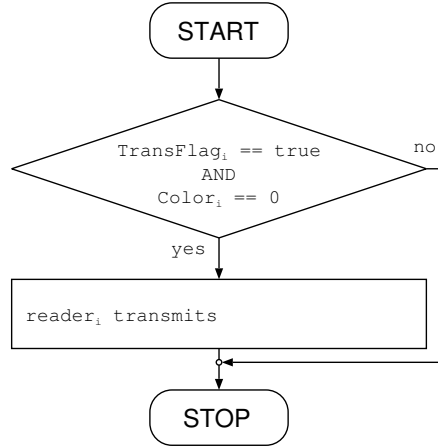 START
TransFlagᵢ == true
AND
Colorᵢ == 0
no
yes
readerᵢ transmits
STOP